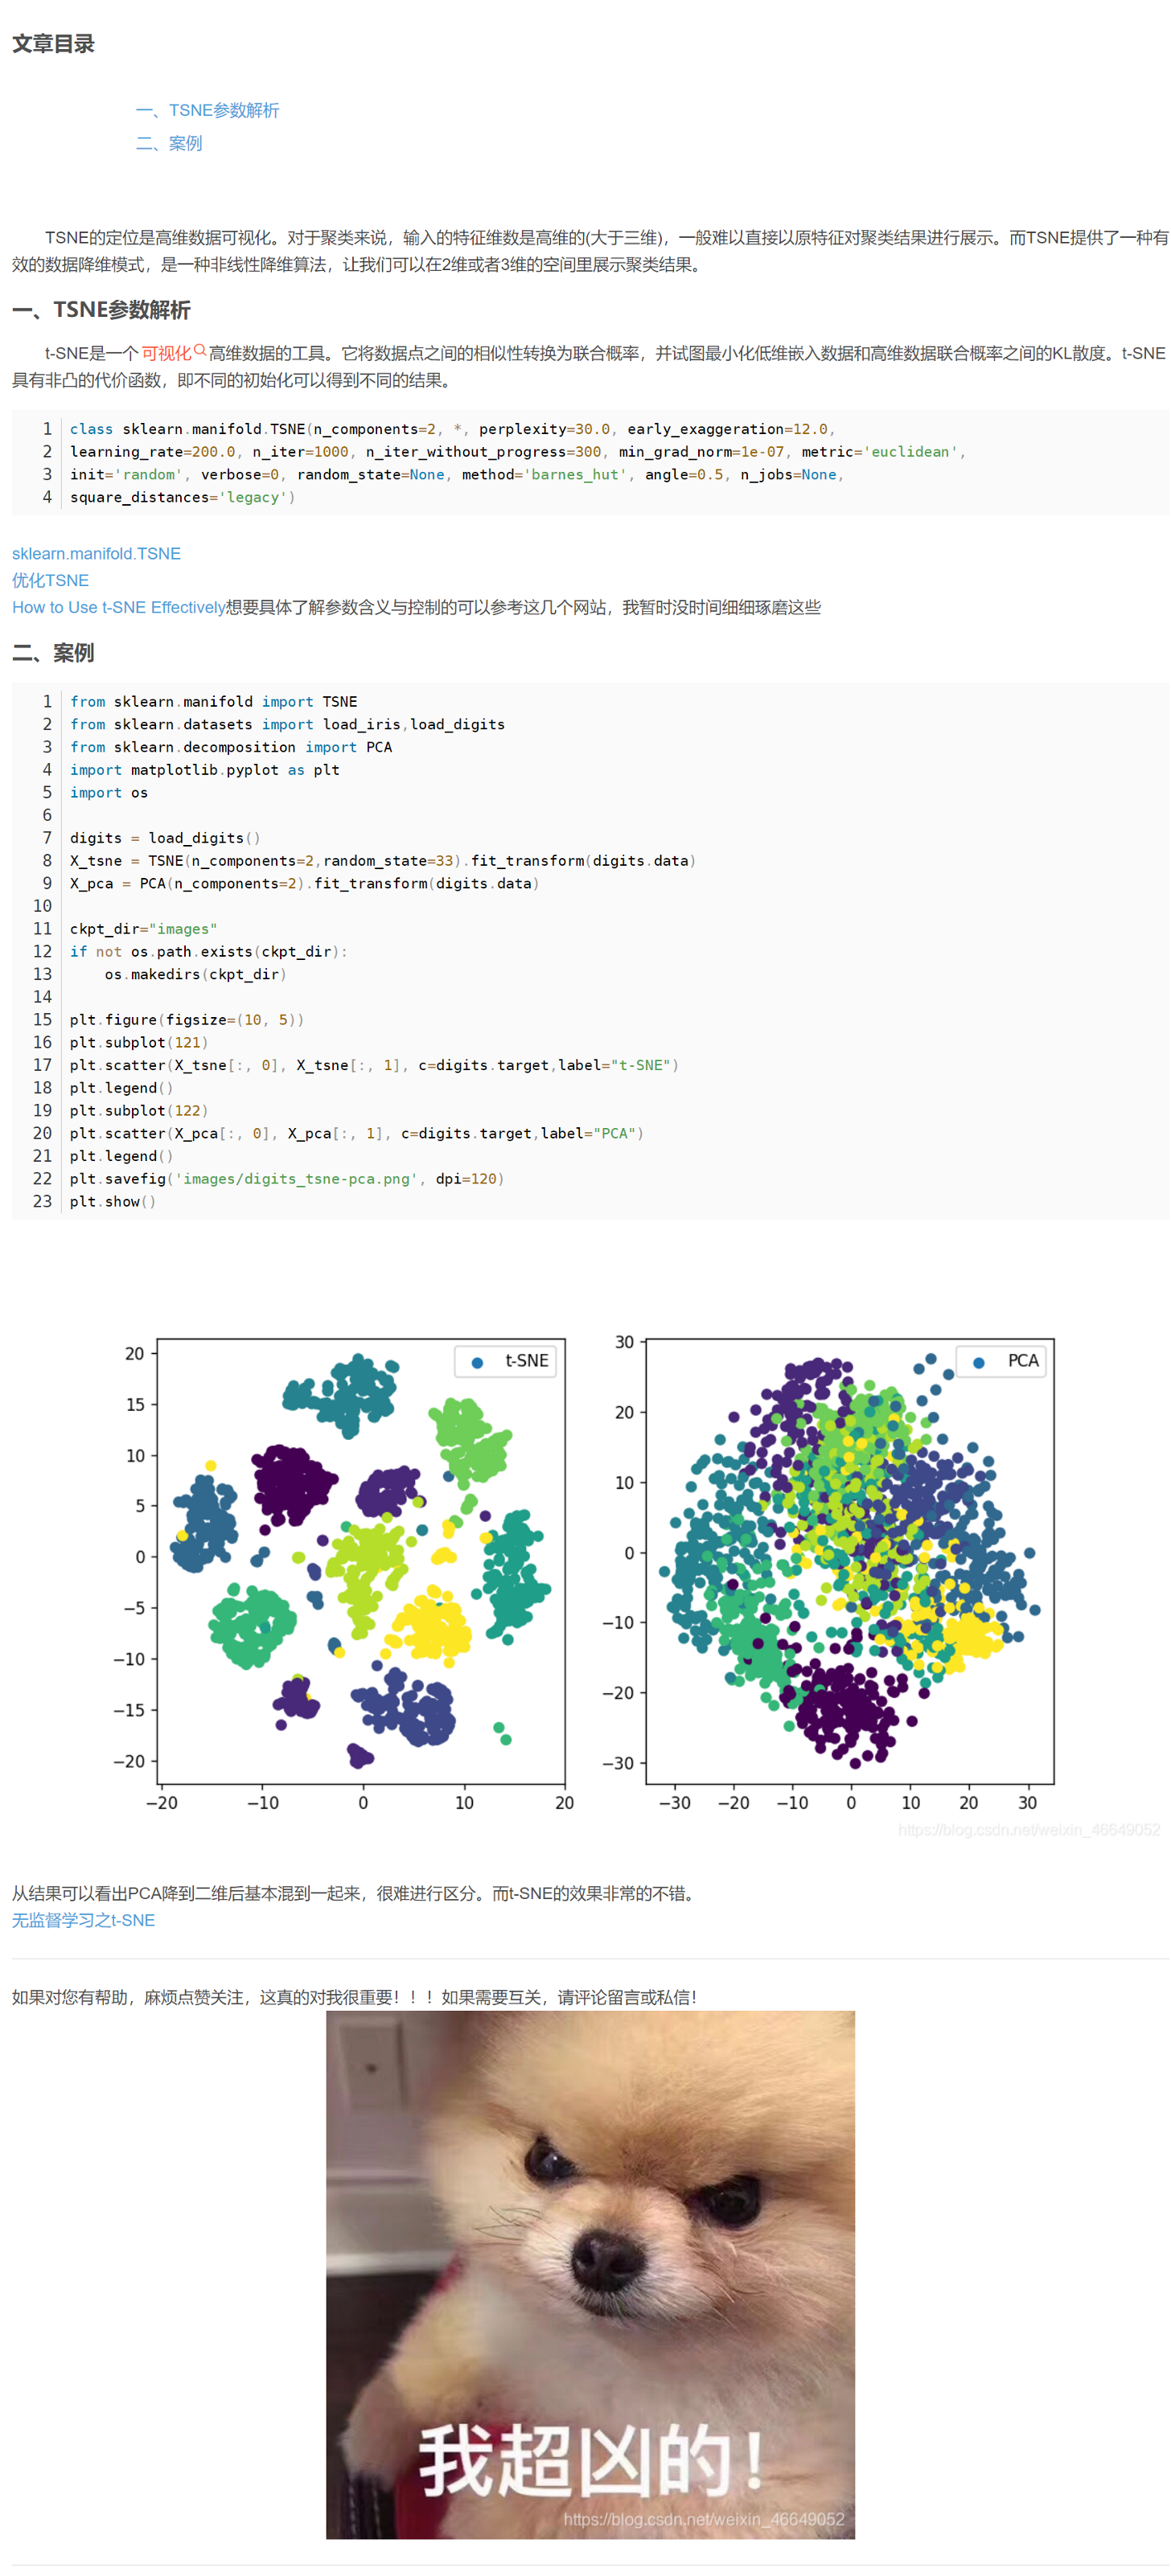 文章目录
一、TSNE参数解析
二、案例
TSNE的定位是高维数据可视化。对于聚类来说，输入的特征维数是高维的(大于三维)，一般难以直接以原特征对聚类结果进行展示。而TSNE提供了一种有
效的数据降维模式，是一种非线性降维算法，让我们可以在2维或者3维的空间里展示聚类结果。
一、TSNE参数解析
t-SNE是一个 可视化 高维数据的工具。它将数据点之间的相似性转换为联合概率，并试图最小化低维嵌入数据和高维数据联合概率之间的KL散度。t-SNE
具有非凸的代价函数，即不同的初始化可以得到不同的结果。
1 class sklearn.manifold.TSNE(n_components=2, *, perplexity=30.0, early_exaggeration=12.0,
2 learning_rate=200.0, n_iter=1000, n_iter_without_progress=300, min_grad_norm=1e-07, metric='euclidean',
3 init='random', verbose=0, random_state=None, method='barnes_hut', angle=0.5, n_jobs=None,
4 square_distances='legacy')
sklearn.manifold.TSNE
优化TSNE
How to Use t-SNE Effectively想要具体了解参数含义与控制的可以参考这几个网站，我暂时没时间细细琢磨这些
二、案例
1 from sklearn.manifold import TSNE
2 from sklearn.datasets import load_iris,load_digits
3 from sklearn.decomposition import PCA
4 import matplotlib.pyplot as plt
5 import os
6
7 digits = load_digits()
8 X_tsne = TSNE(n_components=2,random_state=33).fit_transform(digits.data)
9 X_pca = PCA(n_components=2).fit_transform(digits.data)
10
11 ckpt_dir="images"
12 if not os.path.exists(ckpt_dir):
13     os.makedirs(ckpt_dir)
14
15 plt.figure(figsize=(10, 5))
16 plt.subplot(121)
17 plt.scatter(X_tsne[:, 0], X_tsne[:, 1], c=digits.target,label="t-SNE")
18 plt.legend()
19 plt.subplot(122)
20 plt.scatter(X_pca[:, 0], X_pca[:, 1], c=digits.target,label="PCA")
21 plt.legend()
22 plt.savefig('images/digits_tsne-pca.png', dpi=120)
23 plt.show()
t-SNE
20
15
10
5
0
−5
−10
−15
−20
−20 −10 0 10 20
PCA
30
20
10
0
−10
−20
−30
−30 −20 −10 0 10 20 30
https://blog.csdn.net/weixin_46649052
从结果可以看出PCA降到二维后基本混到一起来，很难进行区分。而t-SNE的效果非常的不错。
无监督学习之t-SNE
如果对您有帮助，麻烦点赞关注，这真的对我很重要！！！如果需要互关，请评论留言或私信！
我超凶的！
https://blog.csdn.net/weixin_46649052